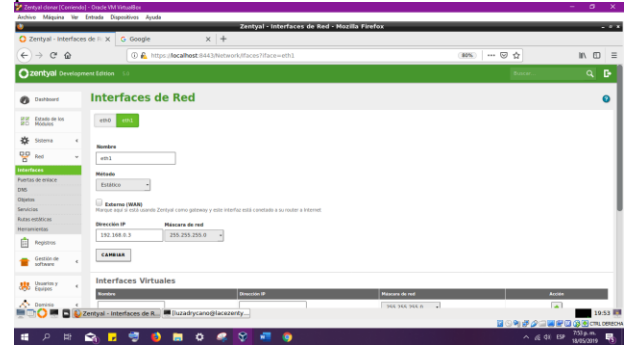 Zentyal clonar [Corriendo] - Oracle VM VirtualBox
Archivo Máquina Ver Entrada Dispositivos Ayuda
Zentyal - Interfaces de Red - Mozilla Firefox
Zentyal - Interfaces de R X
Google
https://localhost:8443/Network/Ifaces?iface=eth1
80%
zentyal Development Edition
Buscar...
Dashboard
Interfaces de Red
Estado de los Módulos
eth0 eth1
Sistema
Red
Nombre
eth1
Interfaces
Puertas de enlace
DNS
Objetos
Servicios
Rutas estáticas
Herramientas
Método
Estático
Externo (WAN)
Marque aquí si está usando Zentyal como gateway y este interfaz está conectado a su router a Internet
Dirección IP Máscara de red
192.168.0.3 255.255.255.0
CAMBIAR
Registros
Gestión de software
Usuarios y Equipos
Dominio
Interfaces Virtuales
Nombre Dirección IP Máscara de red Acción
255.255.255.0
Zentyal - Interfaces de R...
19:53
CTRL DERECHA
ESP
7:53 p. m.
18/05/2019